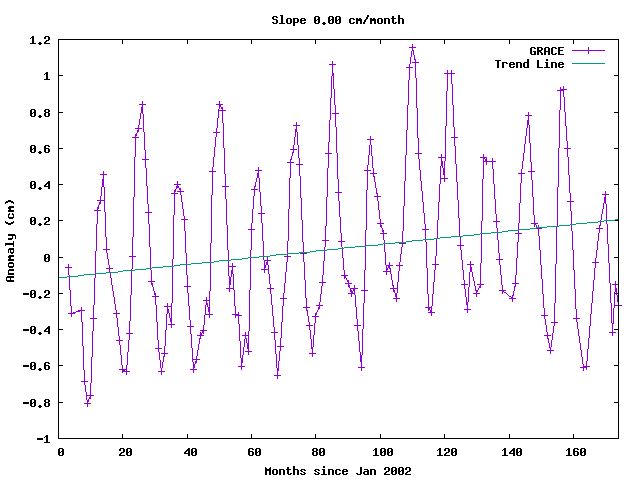 Slope 0.00 cm/month
GRACE
Trend Line
Anomaly (cm)
1.2
1
0.8
0.6
0.4
0.2
0
-0.2
-0.4
-0.6
-0.8
-1
0 20 40 60 80 100 120 140 160
Months since Jan 2002